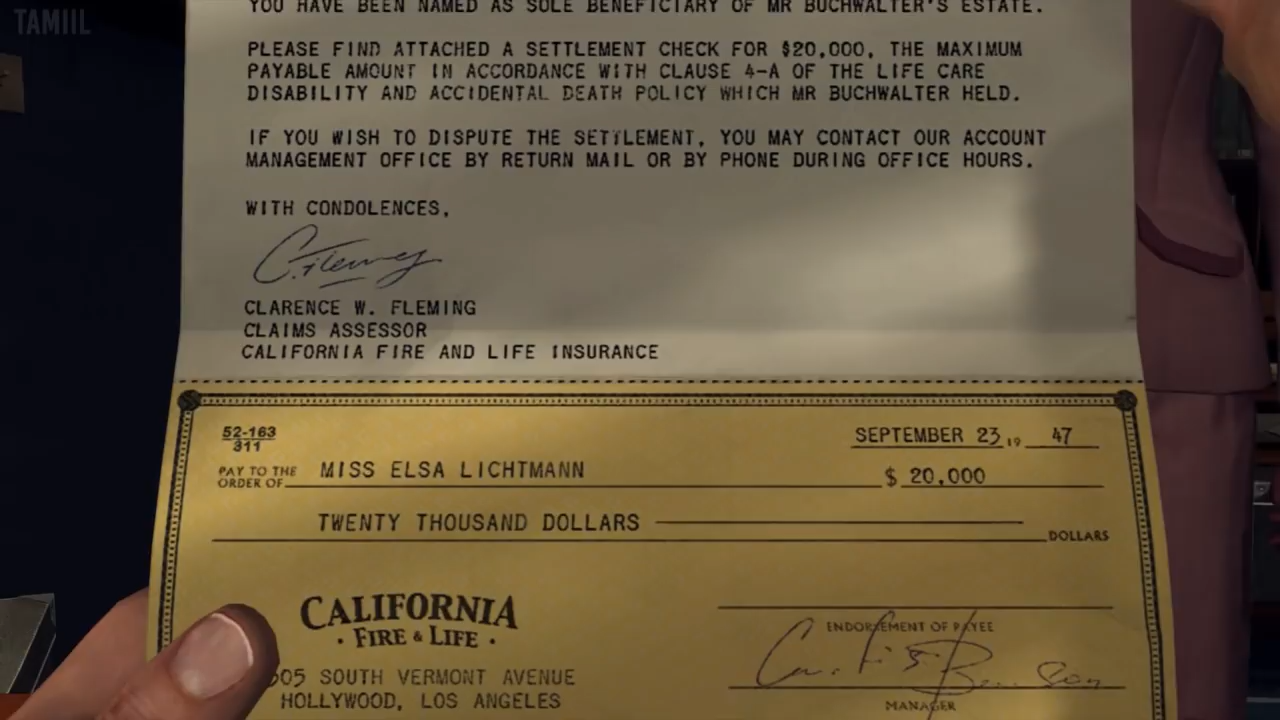 TAMIIL
YOU HAVE BEEN NAMED AS SOLE BENEFICIARY OF MR BUCHWALTER'S ESTATE.
PLEASE FIND ATTACHED A SETTLEMENT CHECK FOR $20,000, THE MAXIMUM
PAYABLE AMOUNT IN ACCORDANCE WITH CLAUSE 4-A OF THE LIFE CARE
DISABILITY AND ACCIDENTAL DEATH POLICY WHICH MR BUCHWALTER HELD.
IF YOU WISH TO DISPUTE THE SETTLEMENT, YOU MAY CONTACT OUR ACCOUNT
MANAGEMENT OFFICE BY RETURN MAIL OR BY PHONE DURING OFFICE HOURS.
WITH CONDOLENCES,
C. Fleming
CLARENCE W. FLEMING
CLAIMS ASSESSOR
CALIFORNIA FIRE AND LIFE INSURANCE
52-163
311
SEPTEMBER 23, 19 47
PAY TO THE
ORDER OF MISS ELSA LICHTMANN $ 20,000
TWENTY THOUSAND DOLLARS DOLLARS
CALIFORNIA
· FIRE & LIFE ·
ENDORSEMENT OF PAYEE
Curtis Benson
05 SOUTH VERMONT AVENUE
HOLLYWOOD, LOS ANGELES
MANAGER